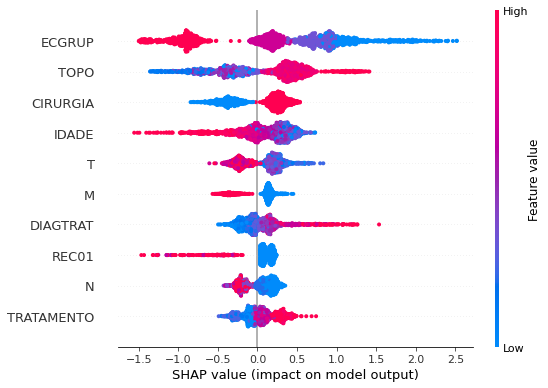 High
ECGRUP
TOPO
CIRURGIA
IDADE
T
M
DIAGTRAT
REC01
N
TRATAMENTO
Feature value
Low
−1.5 −1.0 −0.5 0.0 0.5 1.0 1.5 2.0 2.5
SHAP value (impact on model output)